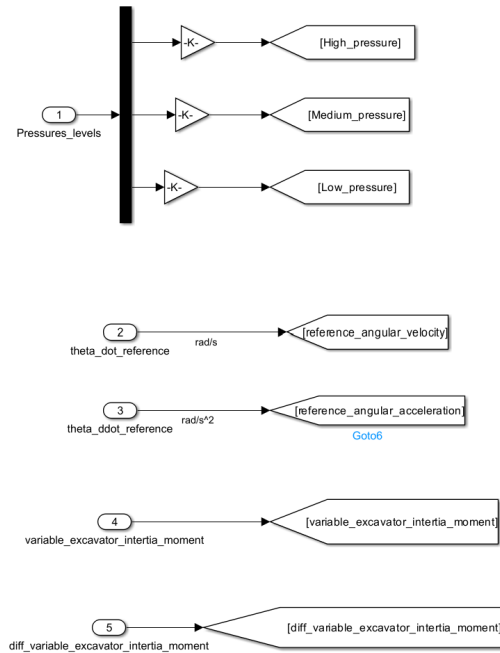 -K-
[High_pressure]
1
Pressures_levels
-K-
[Medium_pressure]
-K-
[Low_pressure]
2
theta_dot_reference
rad/s
[reference_angular_velocity]
3
theta_ddot_reference
rad/s^2
[reference_angular_acceleration]
Goto6
4
variable_excavator_intertia_moment
[variable_excavator_intertia_moment]
5
diff_variable_excavator_intertia_moment
[diff_variable_excavator_intertia_moment]